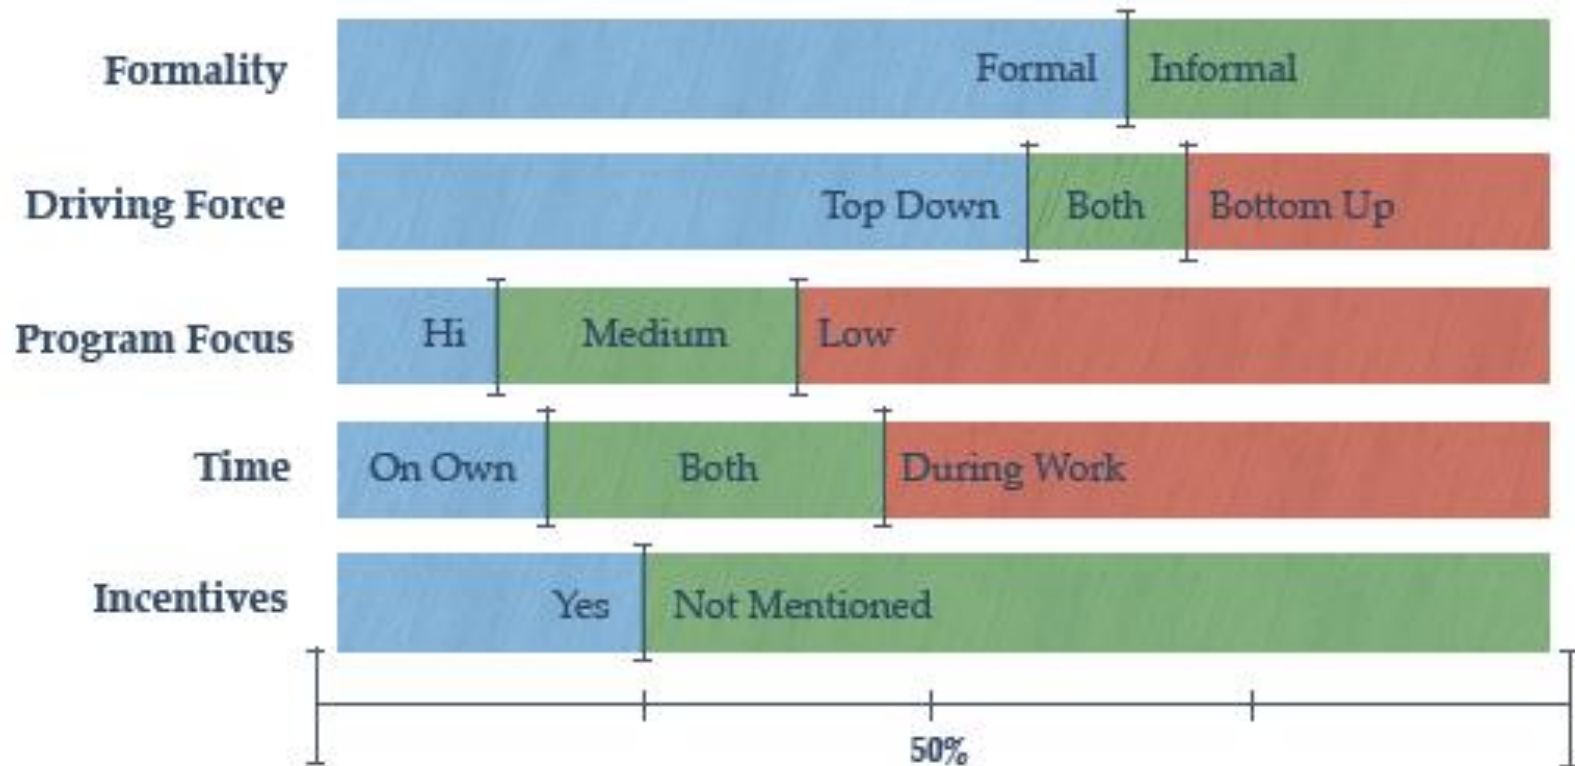 Formality Formal Informal
Driving Force Top Down Both Bottom Up
Program Focus Hi Medium Low
Time On Own Both During Work
Incentives Yes Not Mentioned
50%